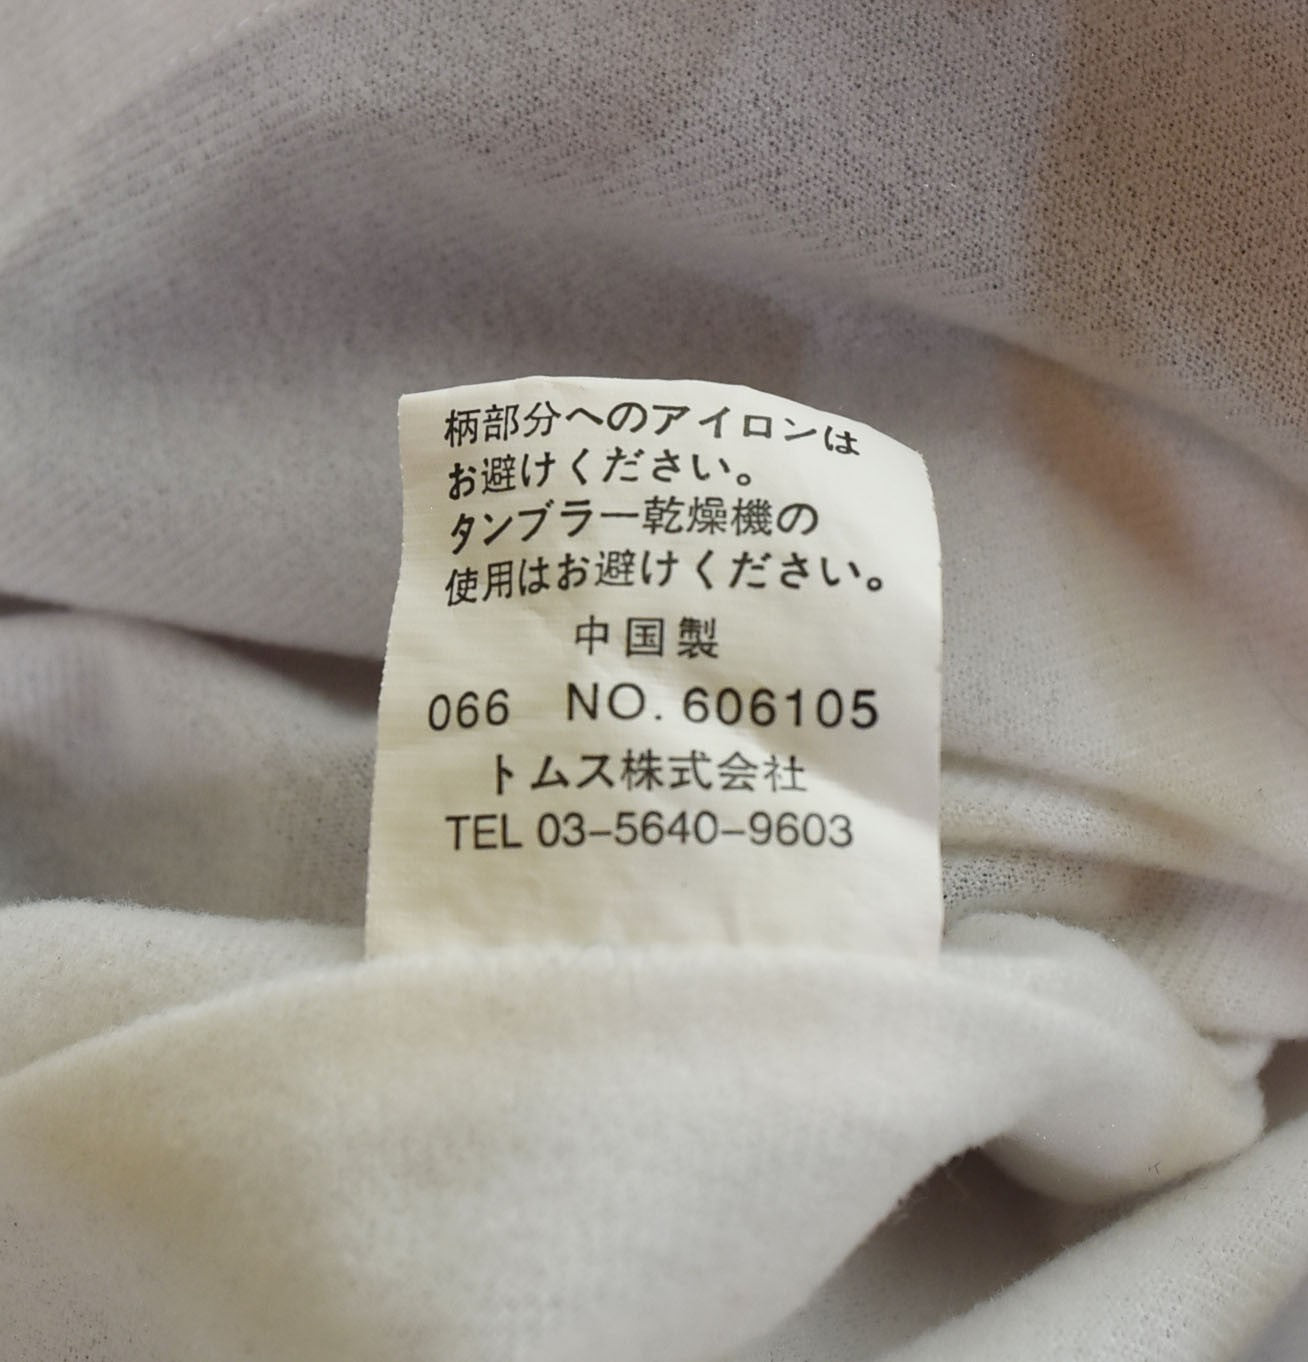 柄部分へのアイロンは
お避けください。
タンブラー乾燥機の
使用はお避けください。
中国製
066 NO. 606105
トムス株式会社
TEL 03-5640-9603